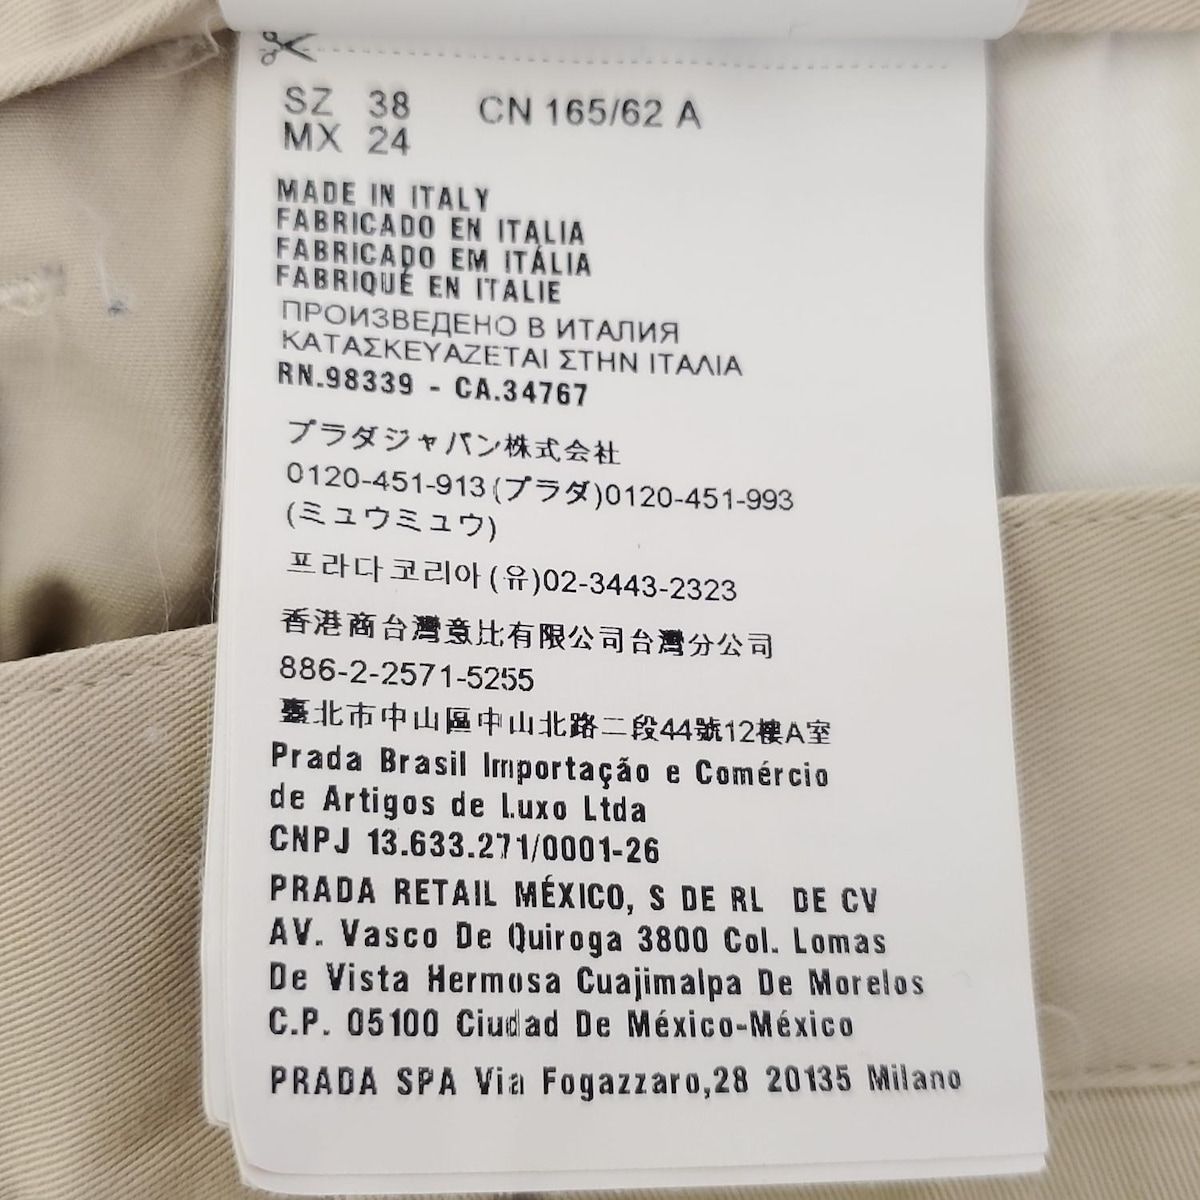 SZ 38 CN 165/62 A
MX 24
MADE IN ITALY
FABRICADO EN ITALIA
FABRICADO EM ITÁLIA
FABRIQUÉ EN ITALIE
ПРОИЗВЕДЕНО В ИТАЛИЯ
ΚΑΤΑΣΚΕΥΑΖΕΤΑΙ ΣΤΗΝ ΙΤΑΛΙΑ
RN.98339 - CA.34767
プラダジャパン株式会社
0120-451-913(プラダ)0120-451-993
(ミュウミュウ)
프라다코리아(유)02-3443-2323
香港商台灣意比有限公司台灣分公司
886-2-2571-5255
臺北市中山區中山北路二段44號12樓A室
Prada Brasil Importação e Comércio
de Artigos de Luxo Ltda
CNPJ 13.633.271/0001-26
PRADA RETAIL MÉXICO, S DE RL DE CV
AV. Vasco De Quiroga 3800 Col. Lomas
De Vista Hermosa Cuajimalpa De Morelos
C.P. 05100 Ciudad De México-México
PRADA SPA Via Fogazzaro,28 20135 Milano